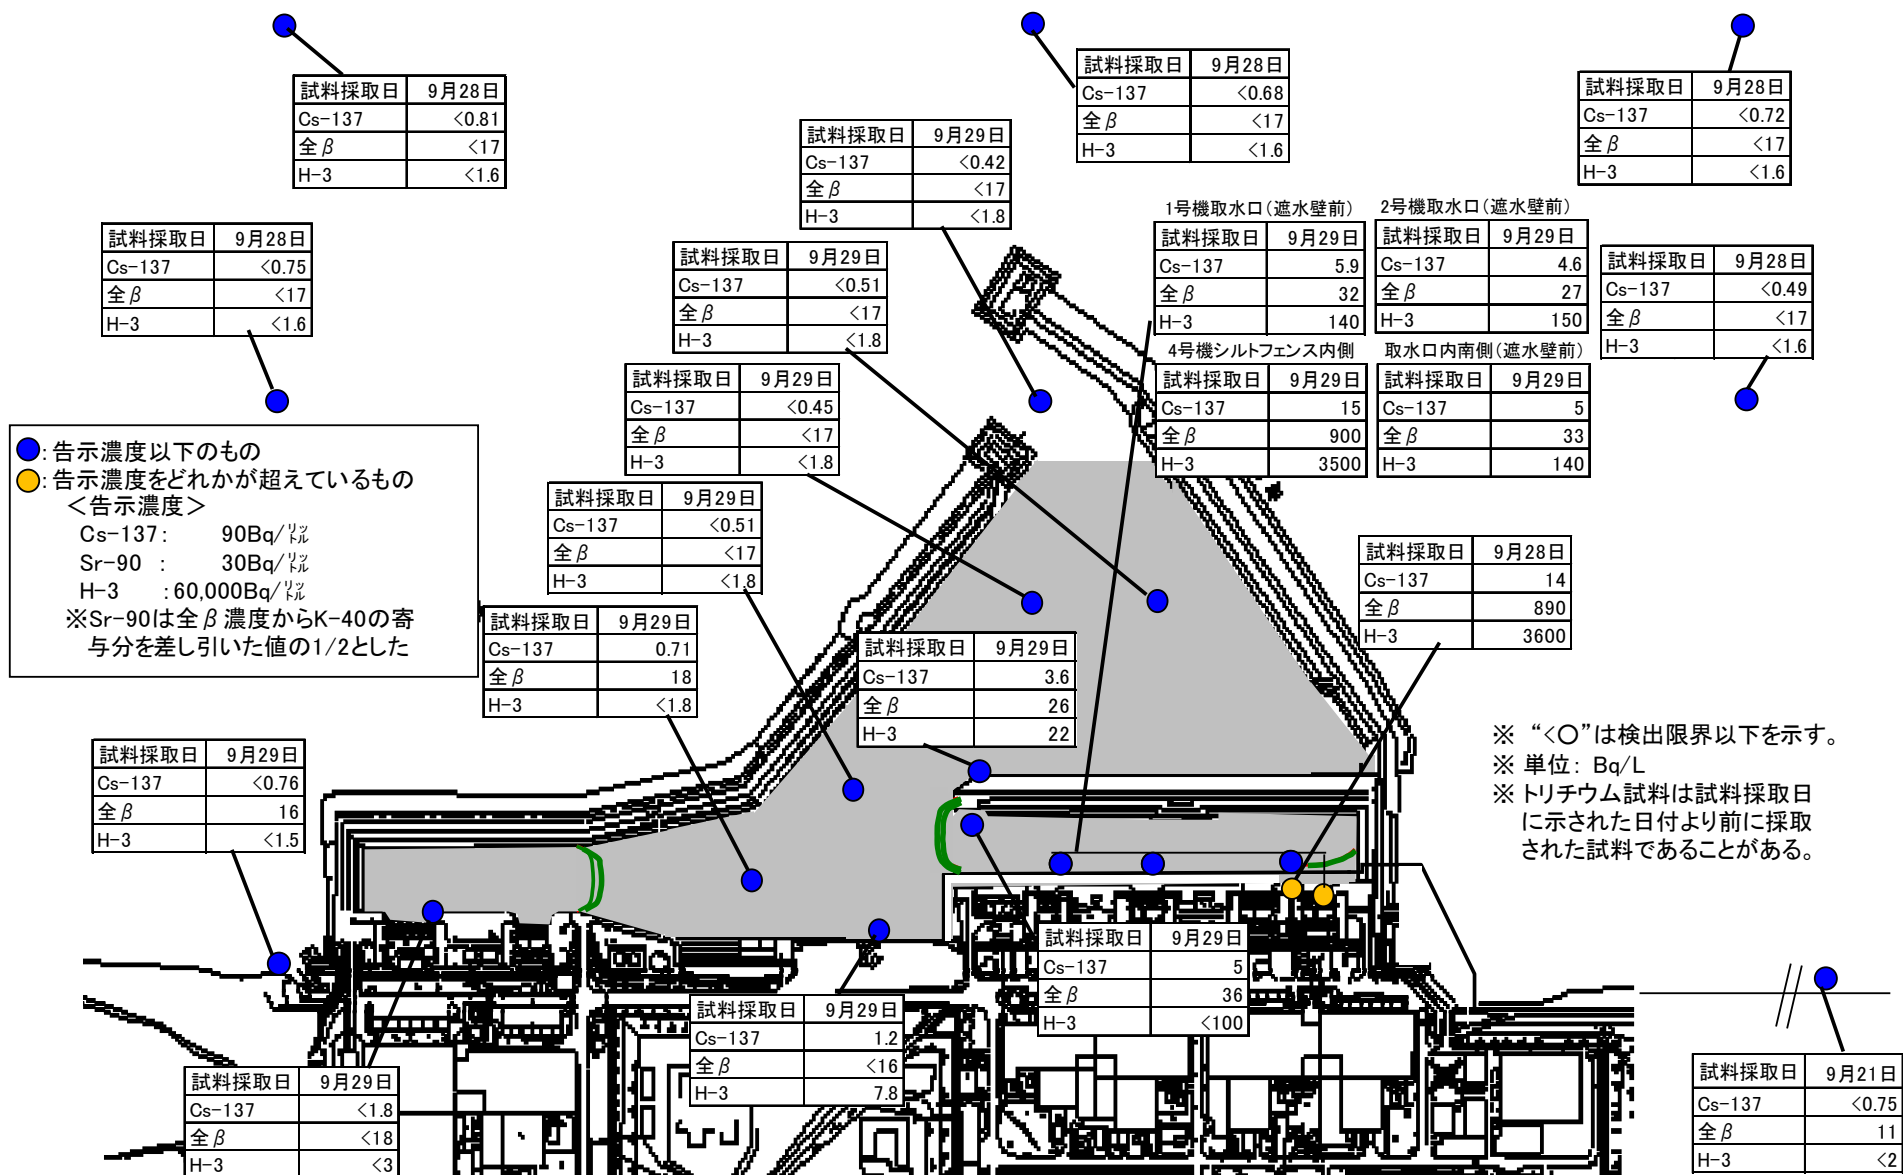 試料採取日 9月28日
Cs-137 <0.81
全β <17
H-3 <1.6
試料採取日 9月28日
Cs-137 <0.68
全β <17
H-3 <1.6
試料採取日 9月28日
Cs-137 <0.72
全β <17
H-3 <1.6
試料採取日 9月29日
Cs-137 <0.42
全β <17
H-3 <1.8
試料採取日 9月28日
Cs-137 <0.75
全β <17
H-3 <1.6
試料採取日 9月29日
Cs-137 <0.51
全β <17
H-3 <1.8
1号機取水口(遮水壁前)
試料採取日 9月29日
Cs-137 5.9
全β 32
H-3 140
2号機取水口(遮水壁前)
試料採取日 9月29日
Cs-137 4.6
全β 27
H-3 150
試料採取日 9月28日
Cs-137 <0.49
全β <17
H-3 <1.6
4号機シルトフェンス内側
試料採取日 9月29日
Cs-137 15
全β 900
H-3 3500
取水口内南側(遮水壁前)
試料採取日 9月29日
Cs-137 5
全β 33
H-3 140
試料採取日 9月29日
Cs-137 <0.45
全β <17
H-3 <1.8
:告示濃度以下のもの
:告示濃度をどれかが超えているもの
<告示濃度>
Cs-137: 90Bq/リットル
Sr-90 : 30Bq/リットル
H-3 :60,000Bq/リットル
※Sr-90は全β濃度からK-40の寄
与分を差し引いた値の1/2とした
試料採取日 9月29日
Cs-137 <0.51
全β <17
H-3 <1.8
試料採取日 9月28日
Cs-137 14
全β 890
H-3 3600
試料採取日 9月29日
Cs-137 0.71
全β 18
H-3 <1.8
試料採取日 9月29日
Cs-137 3.6
全β 26
H-3 22
※ “<○”は検出限界以下を示す。
※ 単位: Bq/L
※ トリチウム試料は試料採取日
に示された日付より前に採取
された試料であることがある。
試料採取日 9月29日
Cs-137 <0.76
全β 16
H-3 <1.5
試料採取日 9月29日
Cs-137 5
全β 36
H-3 <100
試料採取日 9月29日
Cs-137 1.2
全β <16
H-3 7.8
試料採取日 9月29日
Cs-137 <1.8
全β <18
H-3 <3
試料採取日 9月21日
Cs-137 <0.75
全β 11
H-3 <2